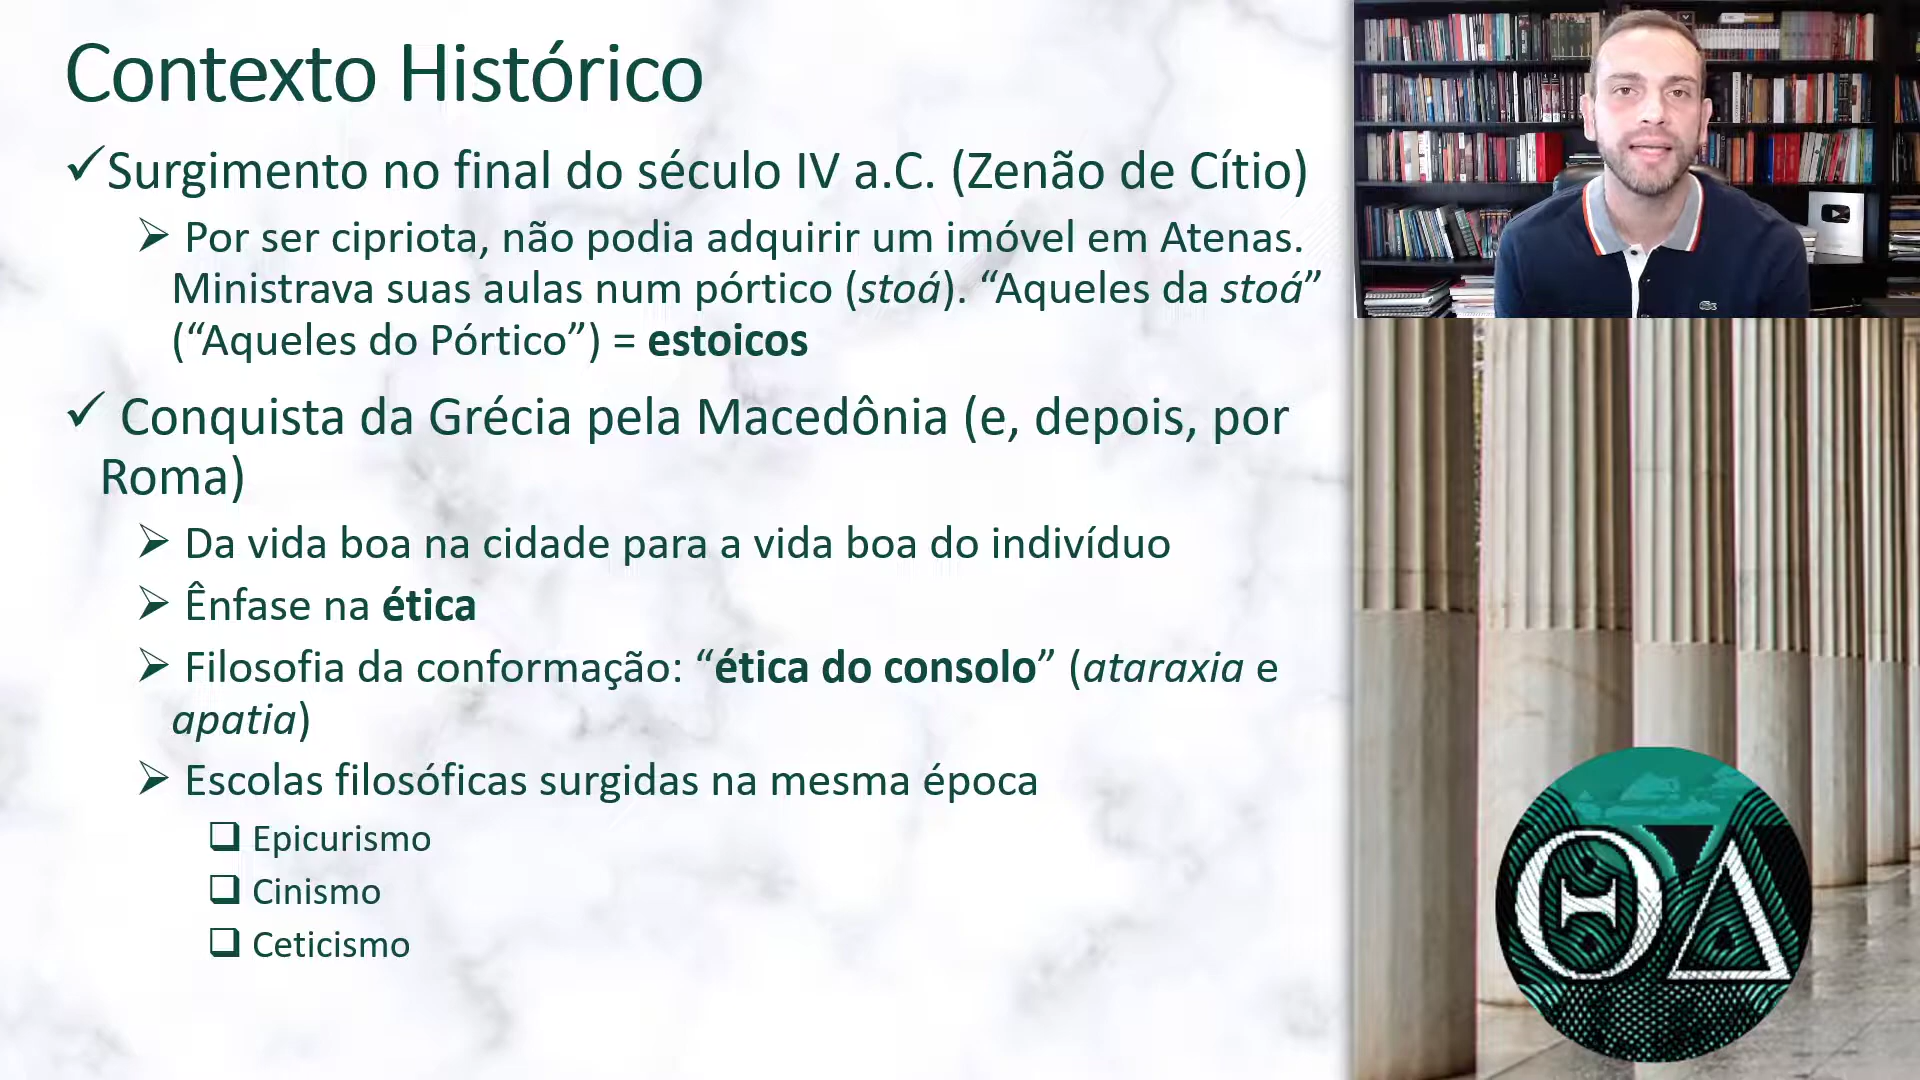 Contexto Histórico
✓Surgimento no final do século IV a.C. (Zenão de Cítio)
➢ Por ser cipriota, não podia adquirir um imóvel em Atenas.
Ministrava suas aulas num pórtico (stoá). “Aqueles da stoá”
(“Aqueles do Pórtico”) = estoicos
✓ Conquista da Grécia pela Macedônia (e, depois, por
Roma)
➢ Da vida boa na cidade para a vida boa do indivíduo
➢ Ênfase na ética
➢ Filosofia da conformação: “ética do consolo” (ataraxia e
apatia)
➢ Escolas filosóficas surgidas na mesma época
❑ Epicurismo
❑ Cinismo
❑ Ceticismo
ΘΔ